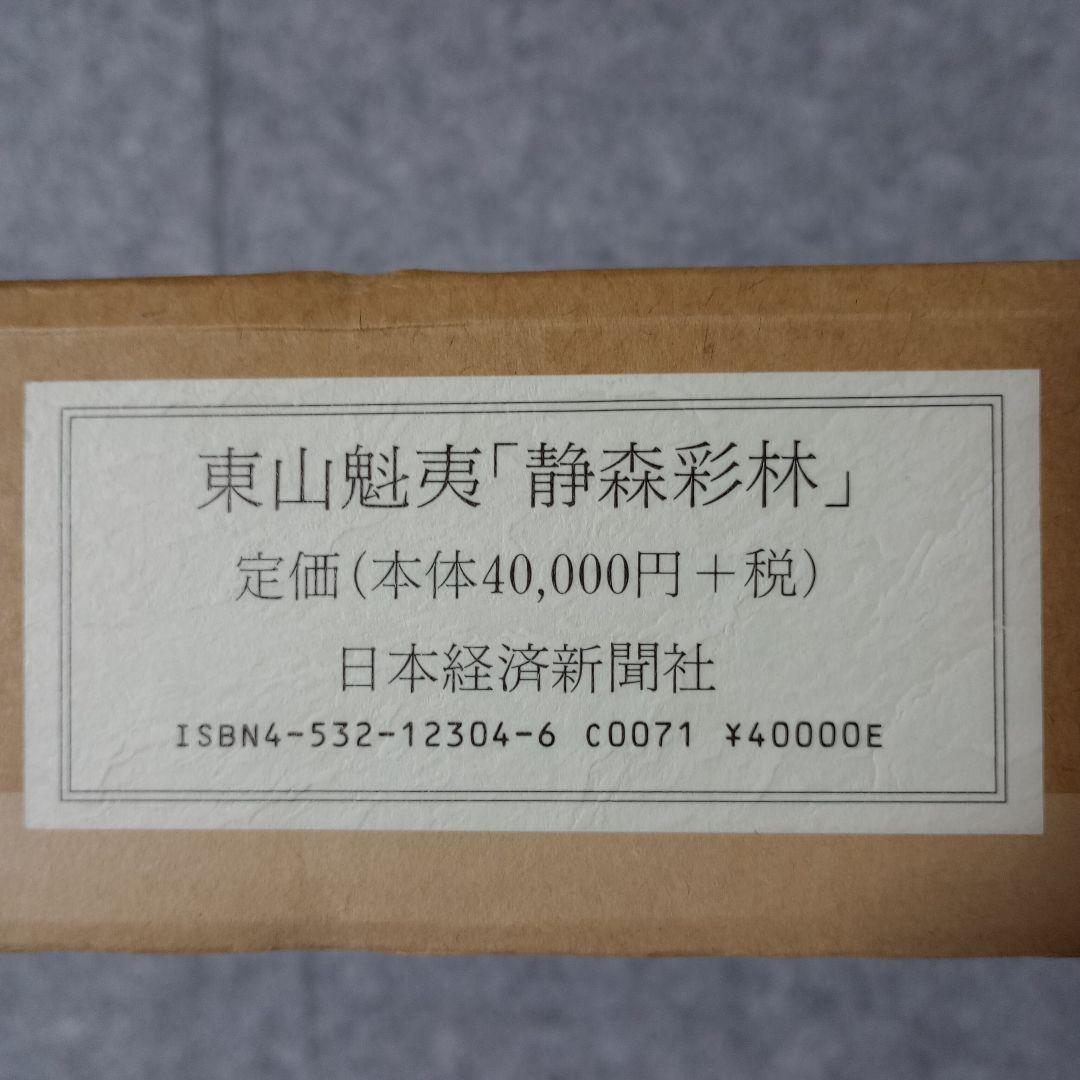 東山魁夷「静森彩林」
定価(本体40,000円+税)
日本経済新聞社
ISBN4-532-12304-6 C0071 ¥40000E